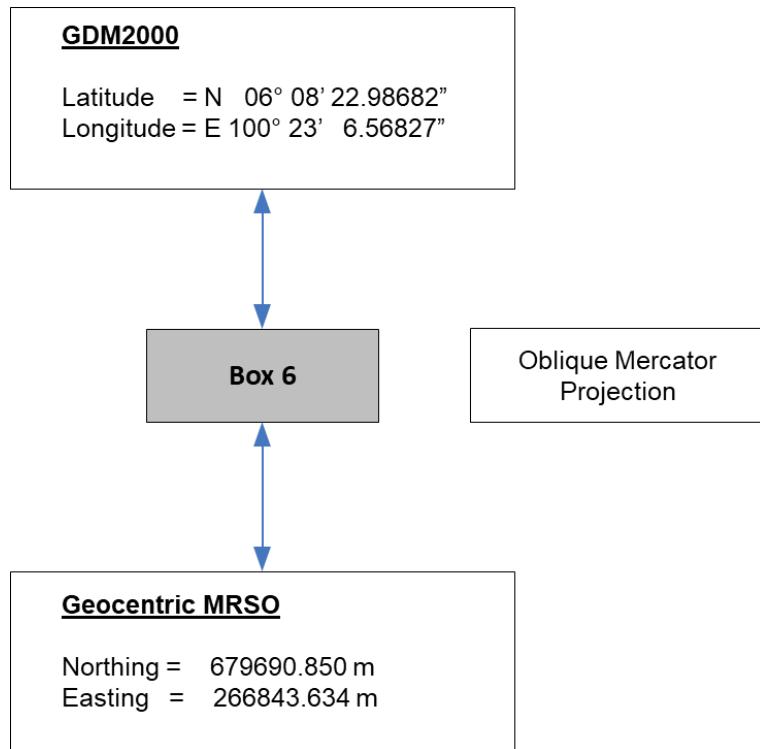 GDM2000
Latitude = N 06° 08’ 22.98682”
Longitude = E 100° 23’ 6.56827”
Box 6
Oblique Mercator
Projection
Geocentric MRSO
Northing = 679690.850 m
Easting = 266843.634 m